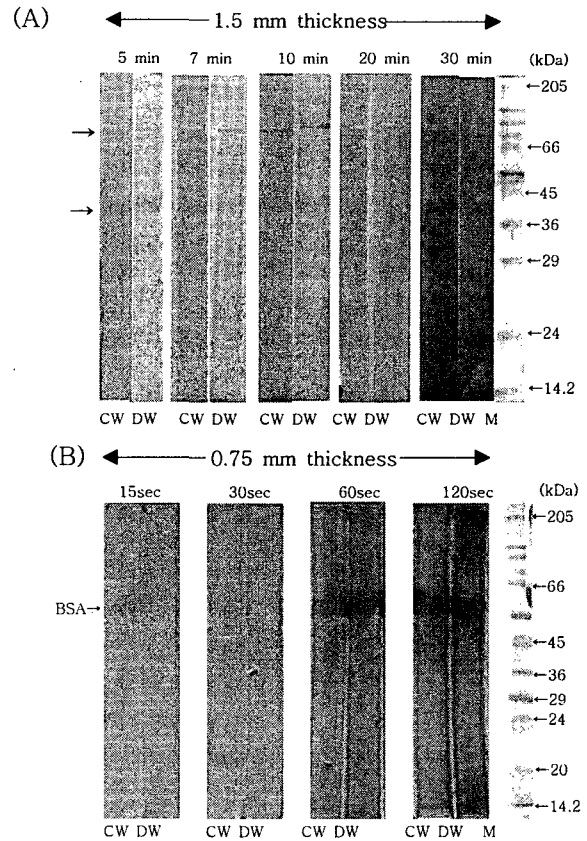 (A)
1.5 mm thickness
5 min 7 min 10 min 20 min 30 min (kDa)
←205
←66
←45
←36
←29
←24
←14.2
CW DW CW DW CW DW CW DW CW DW M
(B)
0.75 mm thickness
15sec 30sec 60sec 120sec (kDa)
←205
←66
BSA→
←45
←36
←29
←24
←20
←14.2
CW DW CW DW CW DW CW DW M